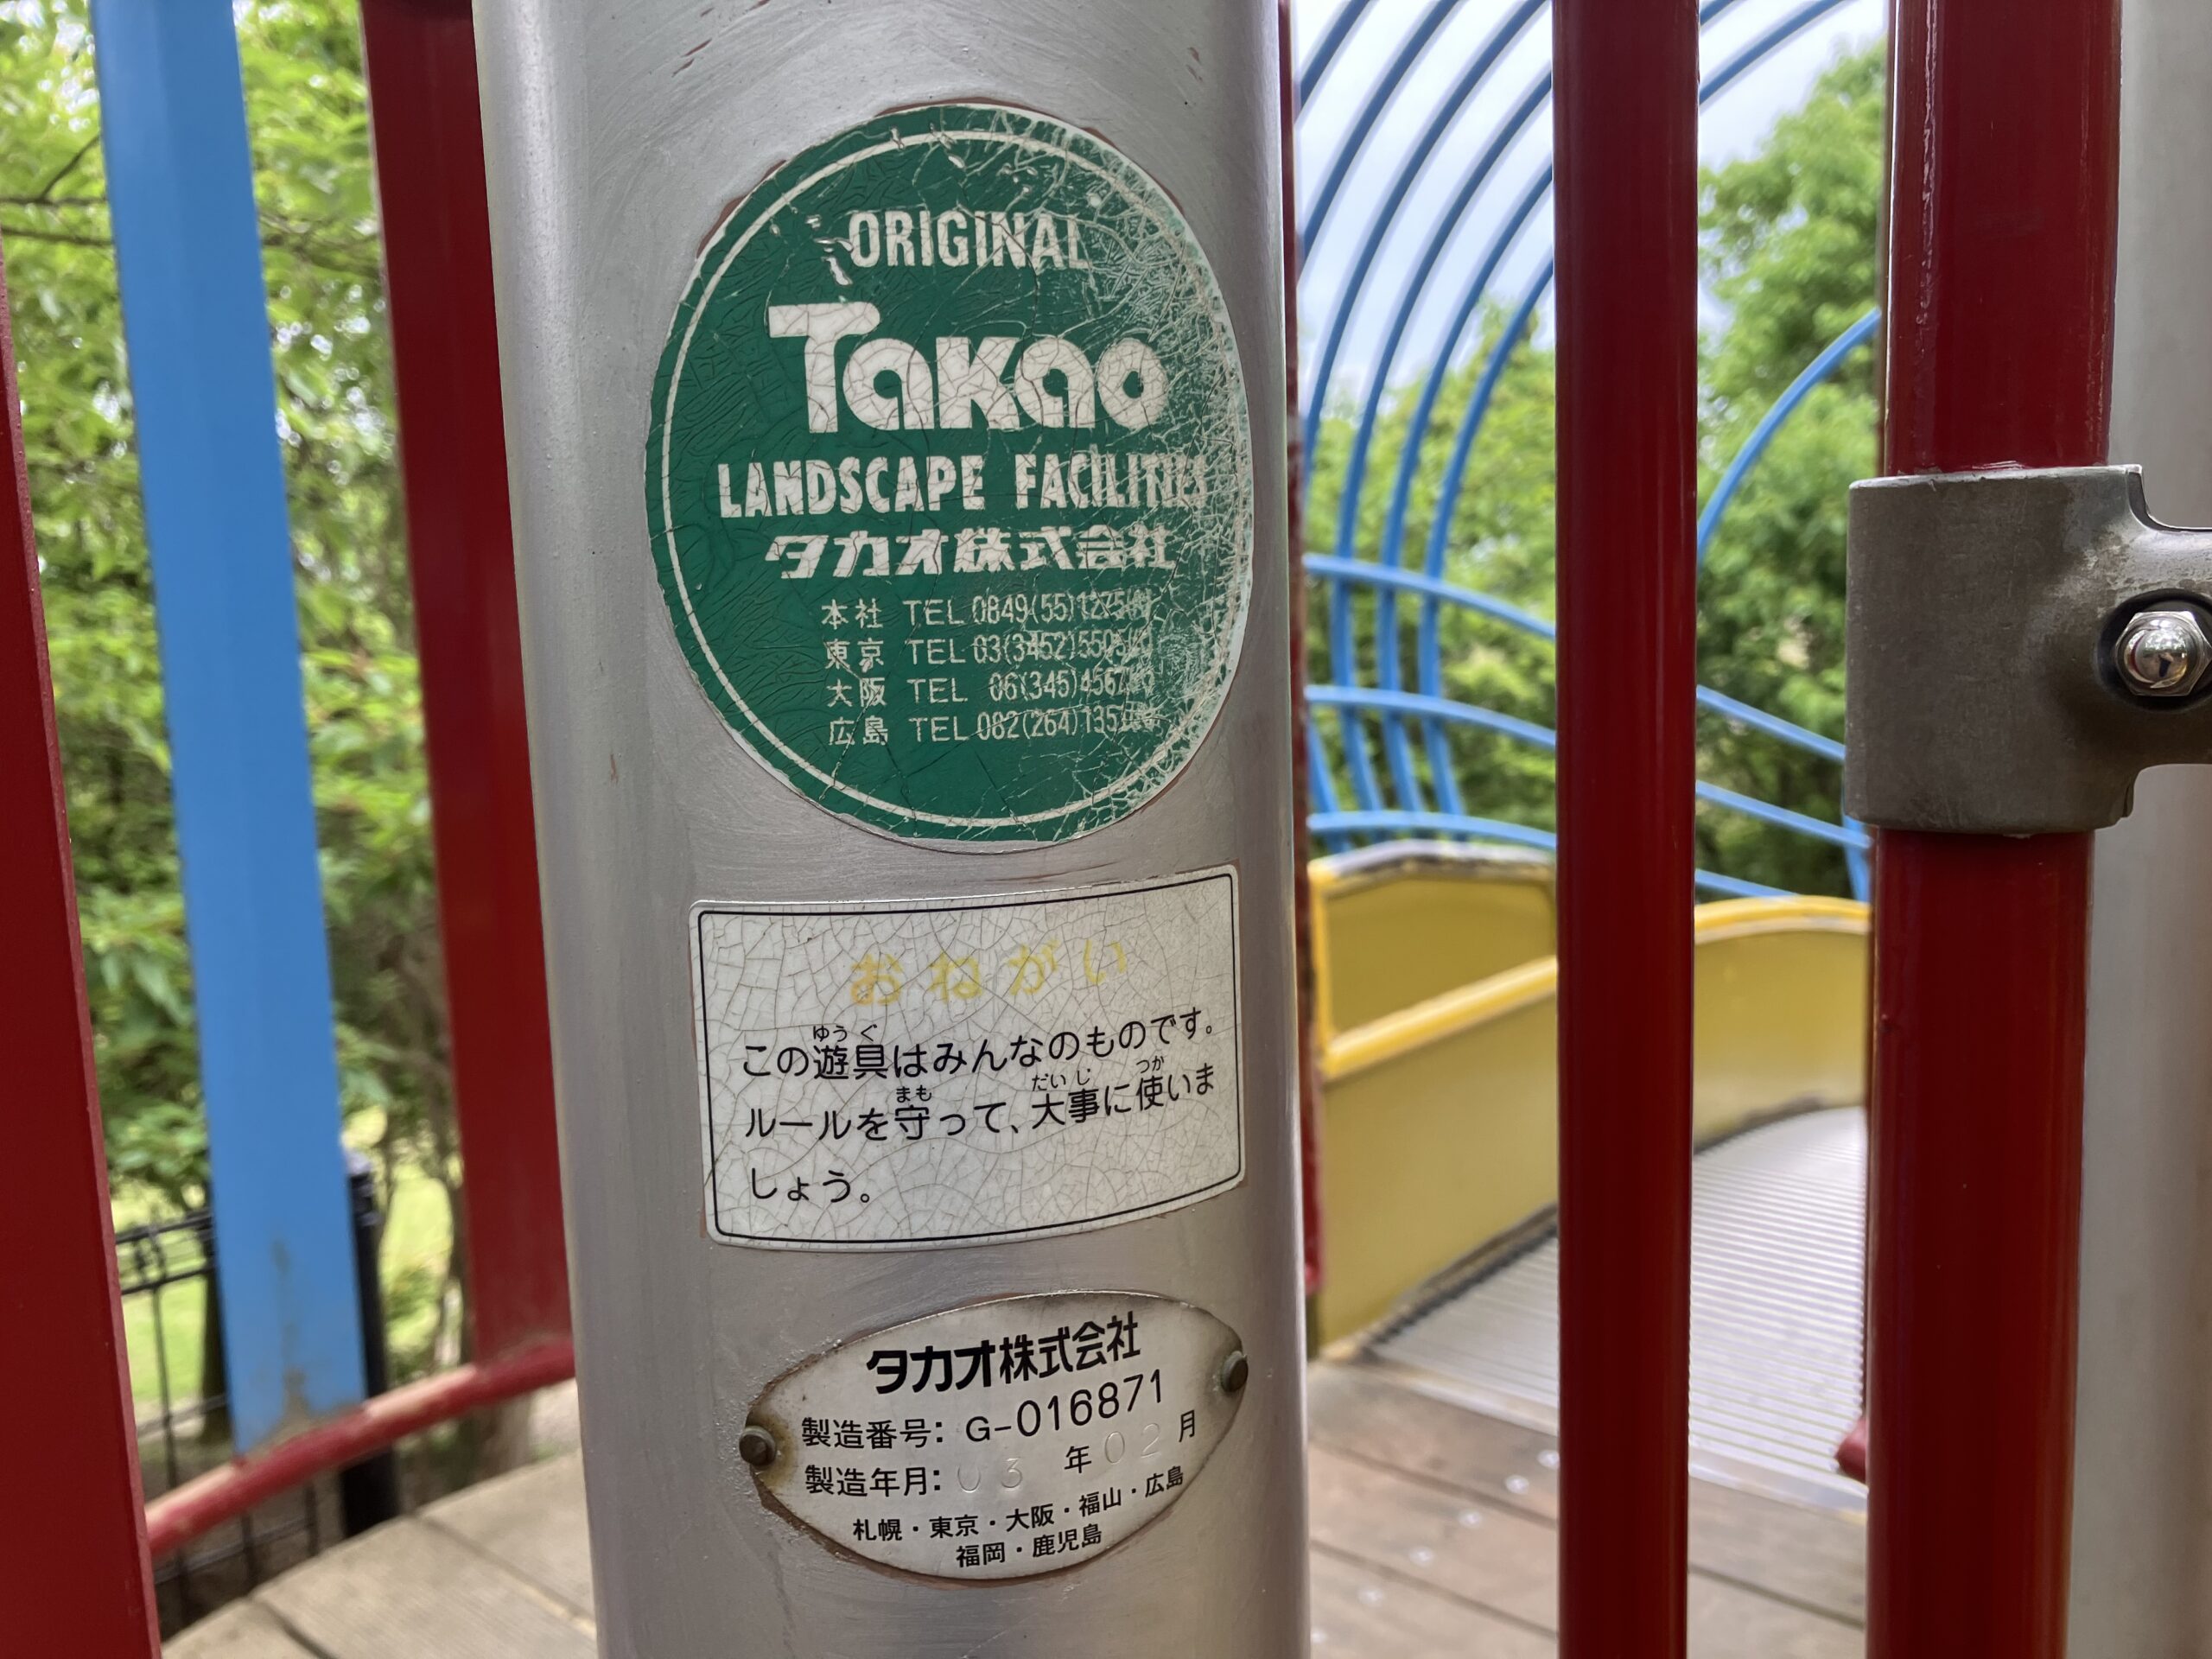 ORIGINAL
Takao
LANDSCAPE FACILITIES
タカオ株式会社
本社 TEL 0849(55)1275
東京 TEL 03(3452)5505
大阪 TEL 06(345)4567
広島 TEL 082(264)135
おねがい
この遊具はみんなのものです。
ルールを守って、大事に使いま
しょう。
タカオ株式会社
製造番号: G-016871
製造年月: 03 年 02 月
札幌・東京・大阪・福山・広島
福岡・鹿児島